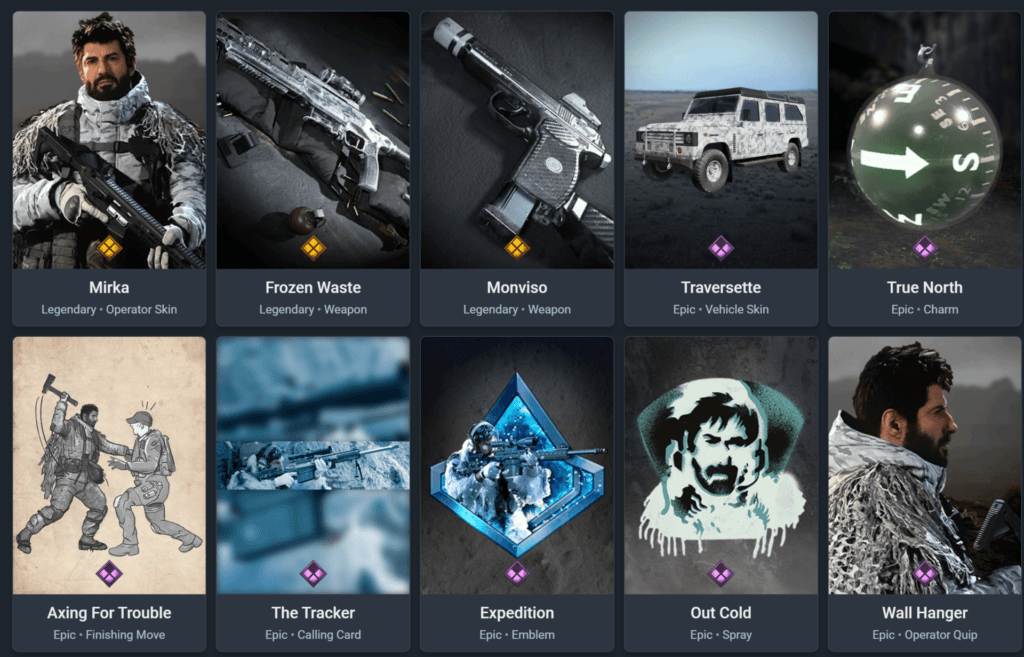 Mirka
Legendary • Operator Skin
Frozen Waste
Legendary • Weapon
Monviso
Legendary • Weapon
Traversette
Epic • Vehicle Skin
S
True North
Epic • Charm
Axing For Trouble
Epic • Finishing Move
The Tracker
Epic • Calling Card
Expedition
Epic • Emblem
Out Cold
Epic • Spray
Wall Hanger
Epic • Operator Quip